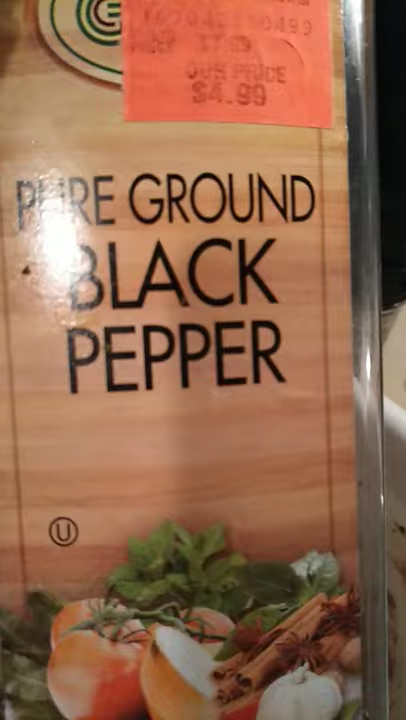 G
OUR PRICE
$4.99
PURE GROUND
BLACK
PEPPER
U